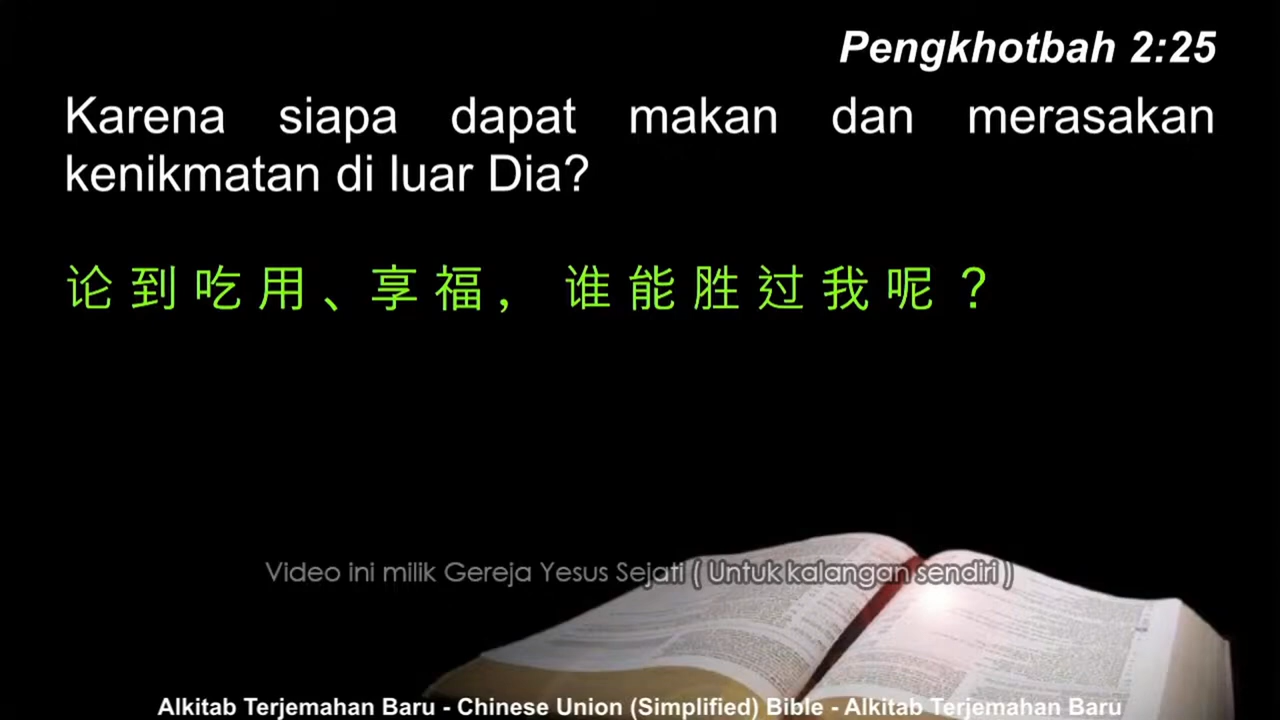 Pengkhotbah 2:25
Karena siapa dapat makan dan merasakan
kenikmatan di luar Dia?
论到吃用、享福, 谁能胜过我呢？
Video ini milik Gereja Yesus Sejati ( Untuk kalangan sendiri )
Alkitab Terjemahan Baru - Chinese Union (Simplified) Bible - Alkitab Terjemahan Baru